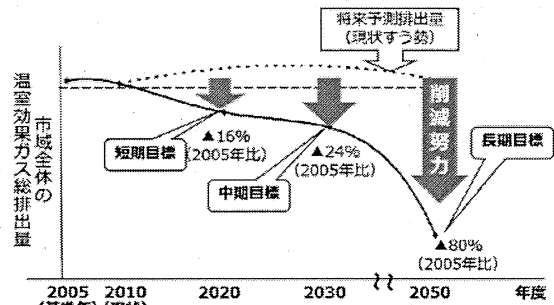 将来予測排出量
(現状すう勢)
市域全体の
温室効果ガス総排出量
削減努力
短期目標
▲16%
(2005年比)
中期目標
▲24%
(2005年比)
長期目標
▲80%
(2005年比)
2005 2010 2020 2030 2050 年度